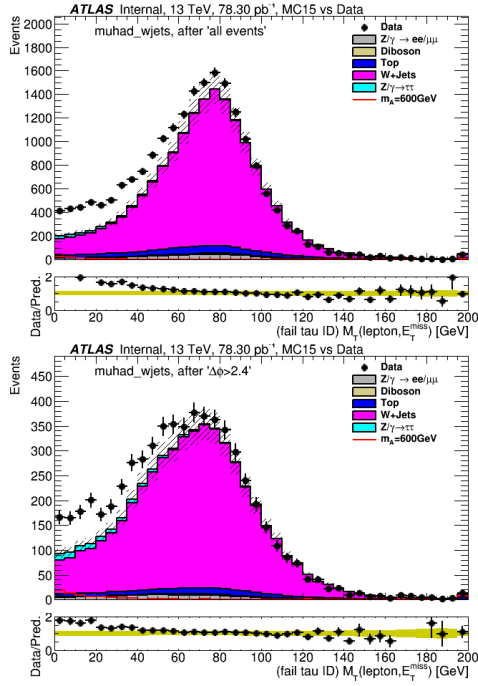 ATLAS Internal, 13 TeV, 78.30 pb⁻¹, MC15 vs Data
Events
muhad_wjets, after 'all events'
Data
Z/γ → ee/μμ
Diboson
Top
W+Jets
Z/γ→ττ
m_A=600GeV
2000
1800
1600
1400
1200
1000
800
600
400
200
0
Data/Pred.
2
1
0
0 20 40 60 80 100 120 140 160 180 200
(fail tau ID) M_T(lepton,E_T^miss) [GeV]
ATLAS Internal, 13 TeV, 78.30 pb⁻¹, MC15 vs Data
Events
muhad_wjets, after 'Δϕ>2.4'
Data
Z/γ → ee/μμ
Diboson
Top
W+Jets
Z/γ→ττ
m_A=600GeV
450
400
350
300
250
200
150
100
50
0
Data/Pred.
2
1
0
0 20 40 60 80 100 120 140 160 180 200
(fail tau ID) M_T(lepton,E_T^miss) [GeV]